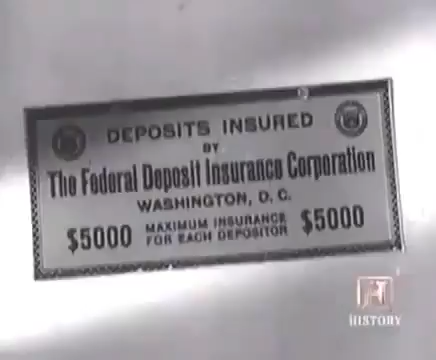 DEPOSITS INSURED
BY
The Federal Deposit Insurance Corporation
WASHINGTON, D. C.
$5000 MAXIMUM INSURANCE FOR EACH DEPOSITOR $5000
H
HISTORY